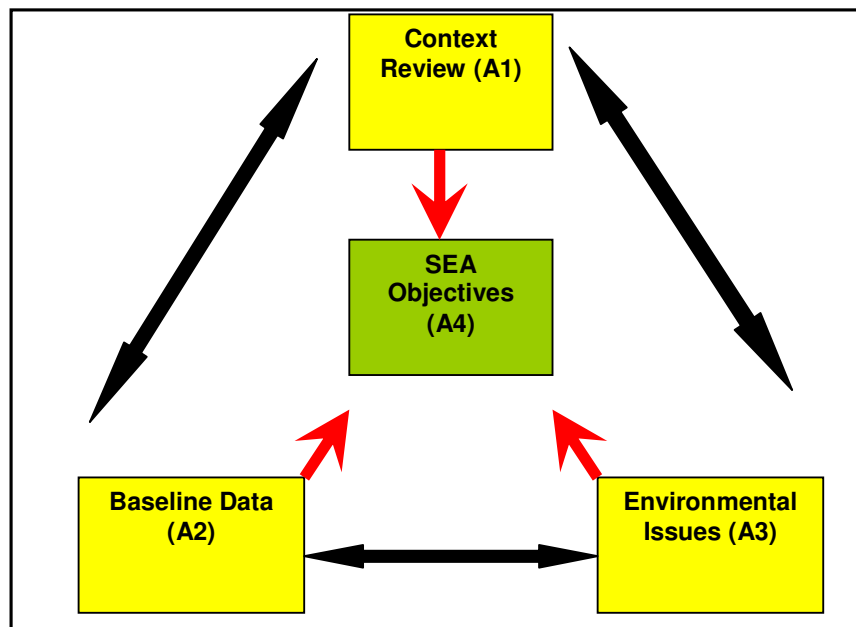 Context
Review (A1)
SEA
Objectives
(A4)
Baseline Data
(A2)
Environmental
Issues (A3)